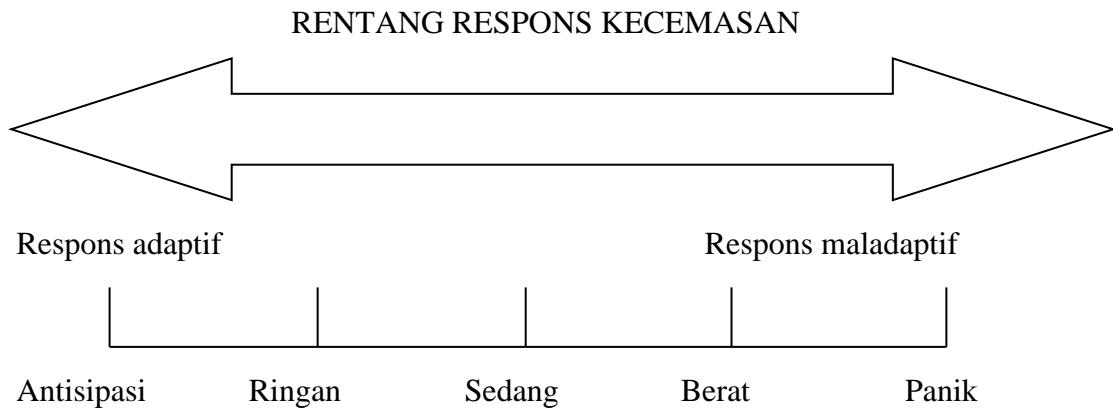 RENTANG RESPONS KECEMASAN
Respons adaptif Respons maladaptif
Antisipasi Ringan Sedang Berat Panik